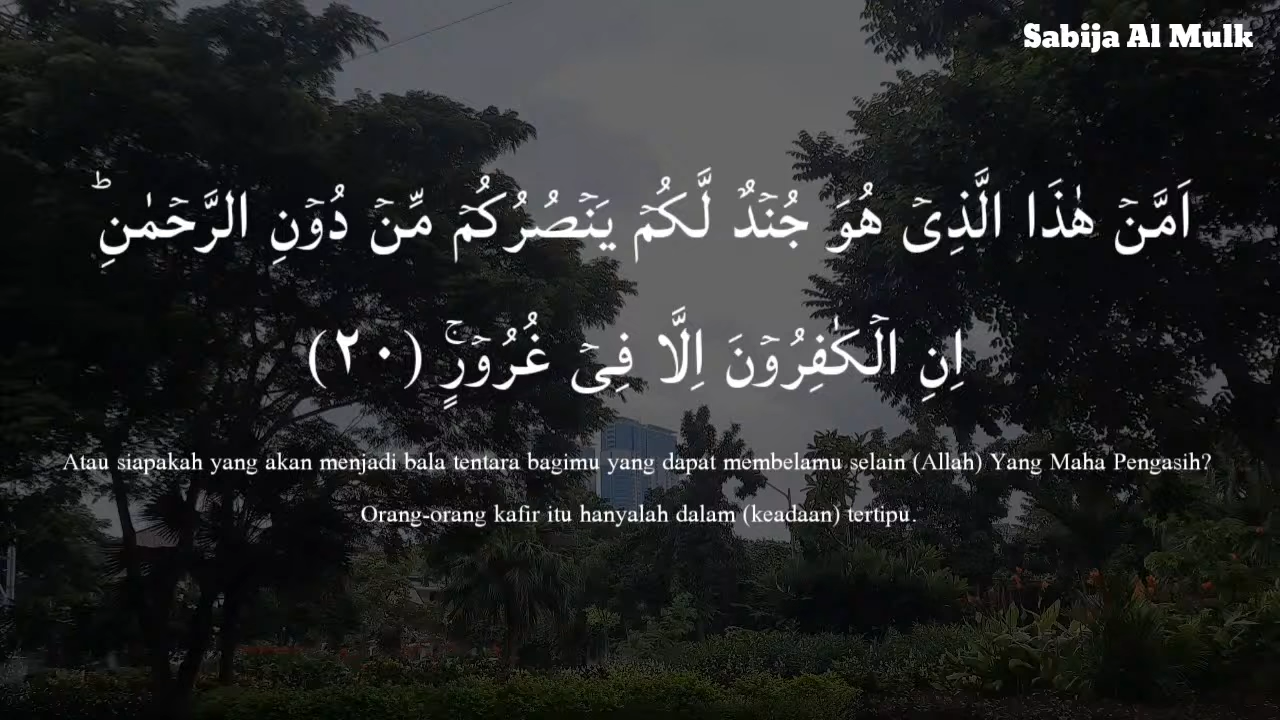 Sabija Al Mulk
اَمَّنۡ هٰذَا الَّذِىۡ هُوَ جُنۡدٌ لَّكُمۡ يَنۡصُرُكُمۡ مِّنۡ دُوۡنِ الرَّحۡمٰنِ‌ؕ
اِنِ الۡكٰفِرُوۡنَ اِلَّا فِىۡ غُرُوۡرٍ‌ۚ (٢٠)
Atau siapakah yang akan menjadi bala tentara bagimu yang dapat membelamu selain (Allah) Yang Maha Pengasih?
Orang-orang kafir itu hanyalah dalam (keadaan) tertipu.